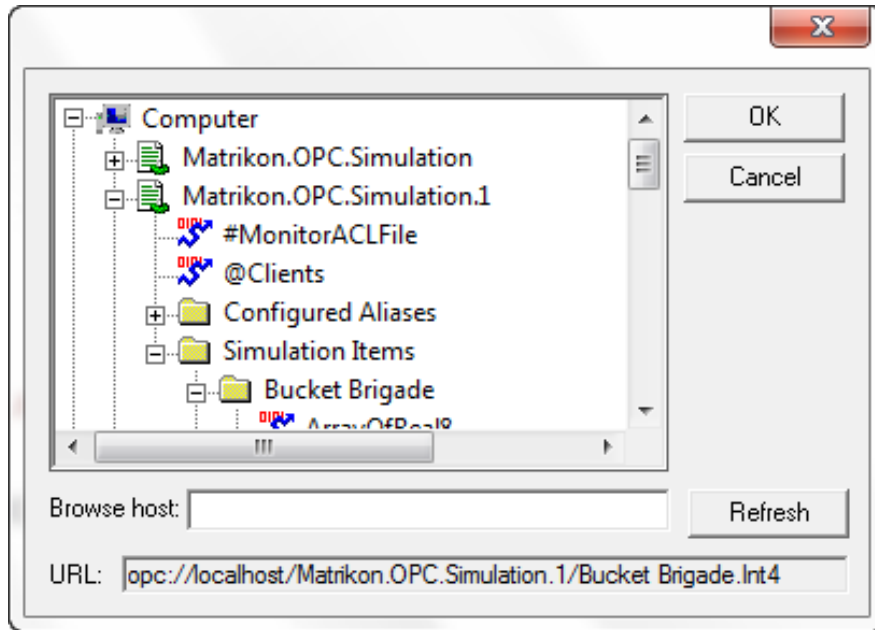 Computer
OK
Matrikon.OPC.Simulation
Cancel
Matrikon.OPC.Simulation.1
#MonitorACLFile
@Clients
Configured Aliases
Simulation Items
Bucket Brigade
ArrayOfReal8
Browse host:
Refresh
URL: opc://localhost/Matrikon.OPC.Simulation.1/Bucket Brigade.Int4